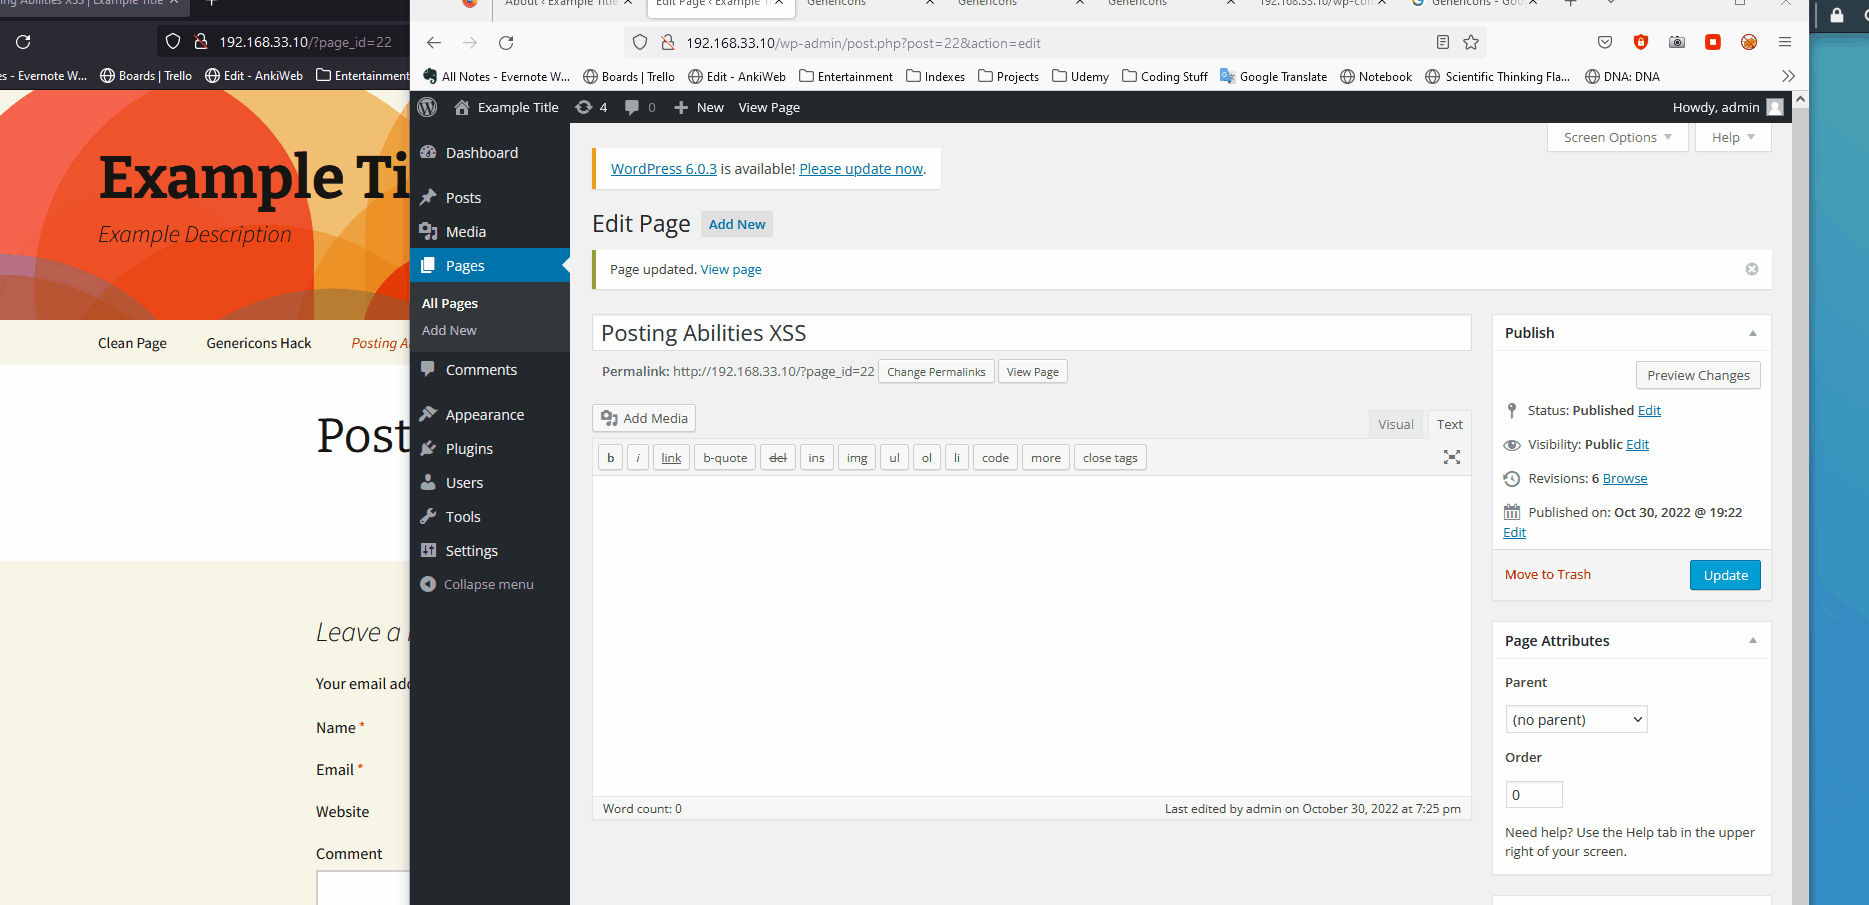 ing Abilities XSS | Example Title
192.168.33.10/?page_id=22
s - Evernote W... Boards | Trello Edit - AnkiWeb Entertainment
Example Ti
Example Description
Clean Page Genericons Hack Posting A
Post
Leave a
Your email add
Name *
Email *
Website
Comment
About ‹ Example Title Edit Page ‹ Example T Genericons Genericons Genericons 192.168.33.10/wp-con Genericons - Goo
192.168.33.10/wp-admin/post.php?post=22&action=edit
All Notes - Evernote W... Boards | Trello Edit - AnkiWeb Entertainment Indexes Projects Udemy Coding Stuff Google Translate Notebook Scientific Thinking Fla... DNA: DNA
Example Title 4 0 New View Page Howdy, admin
Dashboard
Posts
Media
Pages
All Pages
Add New
Comments
Appearance
Plugins
Users
Tools
Settings
Collapse menu
Screen Options Help
WordPress 6.0.3 is available! Please update now.
Edit Page Add New
Page updated. View page
Posting Abilities XSS
Permalink: http://192.168.33.10/?page_id=22 Change Permalinks View Page
Add Media Visual Text
b i link b-quote del ins img ul ol li code more close tags
Word count: 0 Last edited by admin on October 30, 2022 at 7:25 pm
Publish
Preview Changes
Status: Published Edit
Visibility: Public Edit
Revisions: 6 Browse
Published on: Oct 30, 2022 @ 19:22
Edit
Move to Trash Update
Page Attributes
Parent
(no parent)
Order
0
Need help? Use the Help tab in the upper
right of your screen.